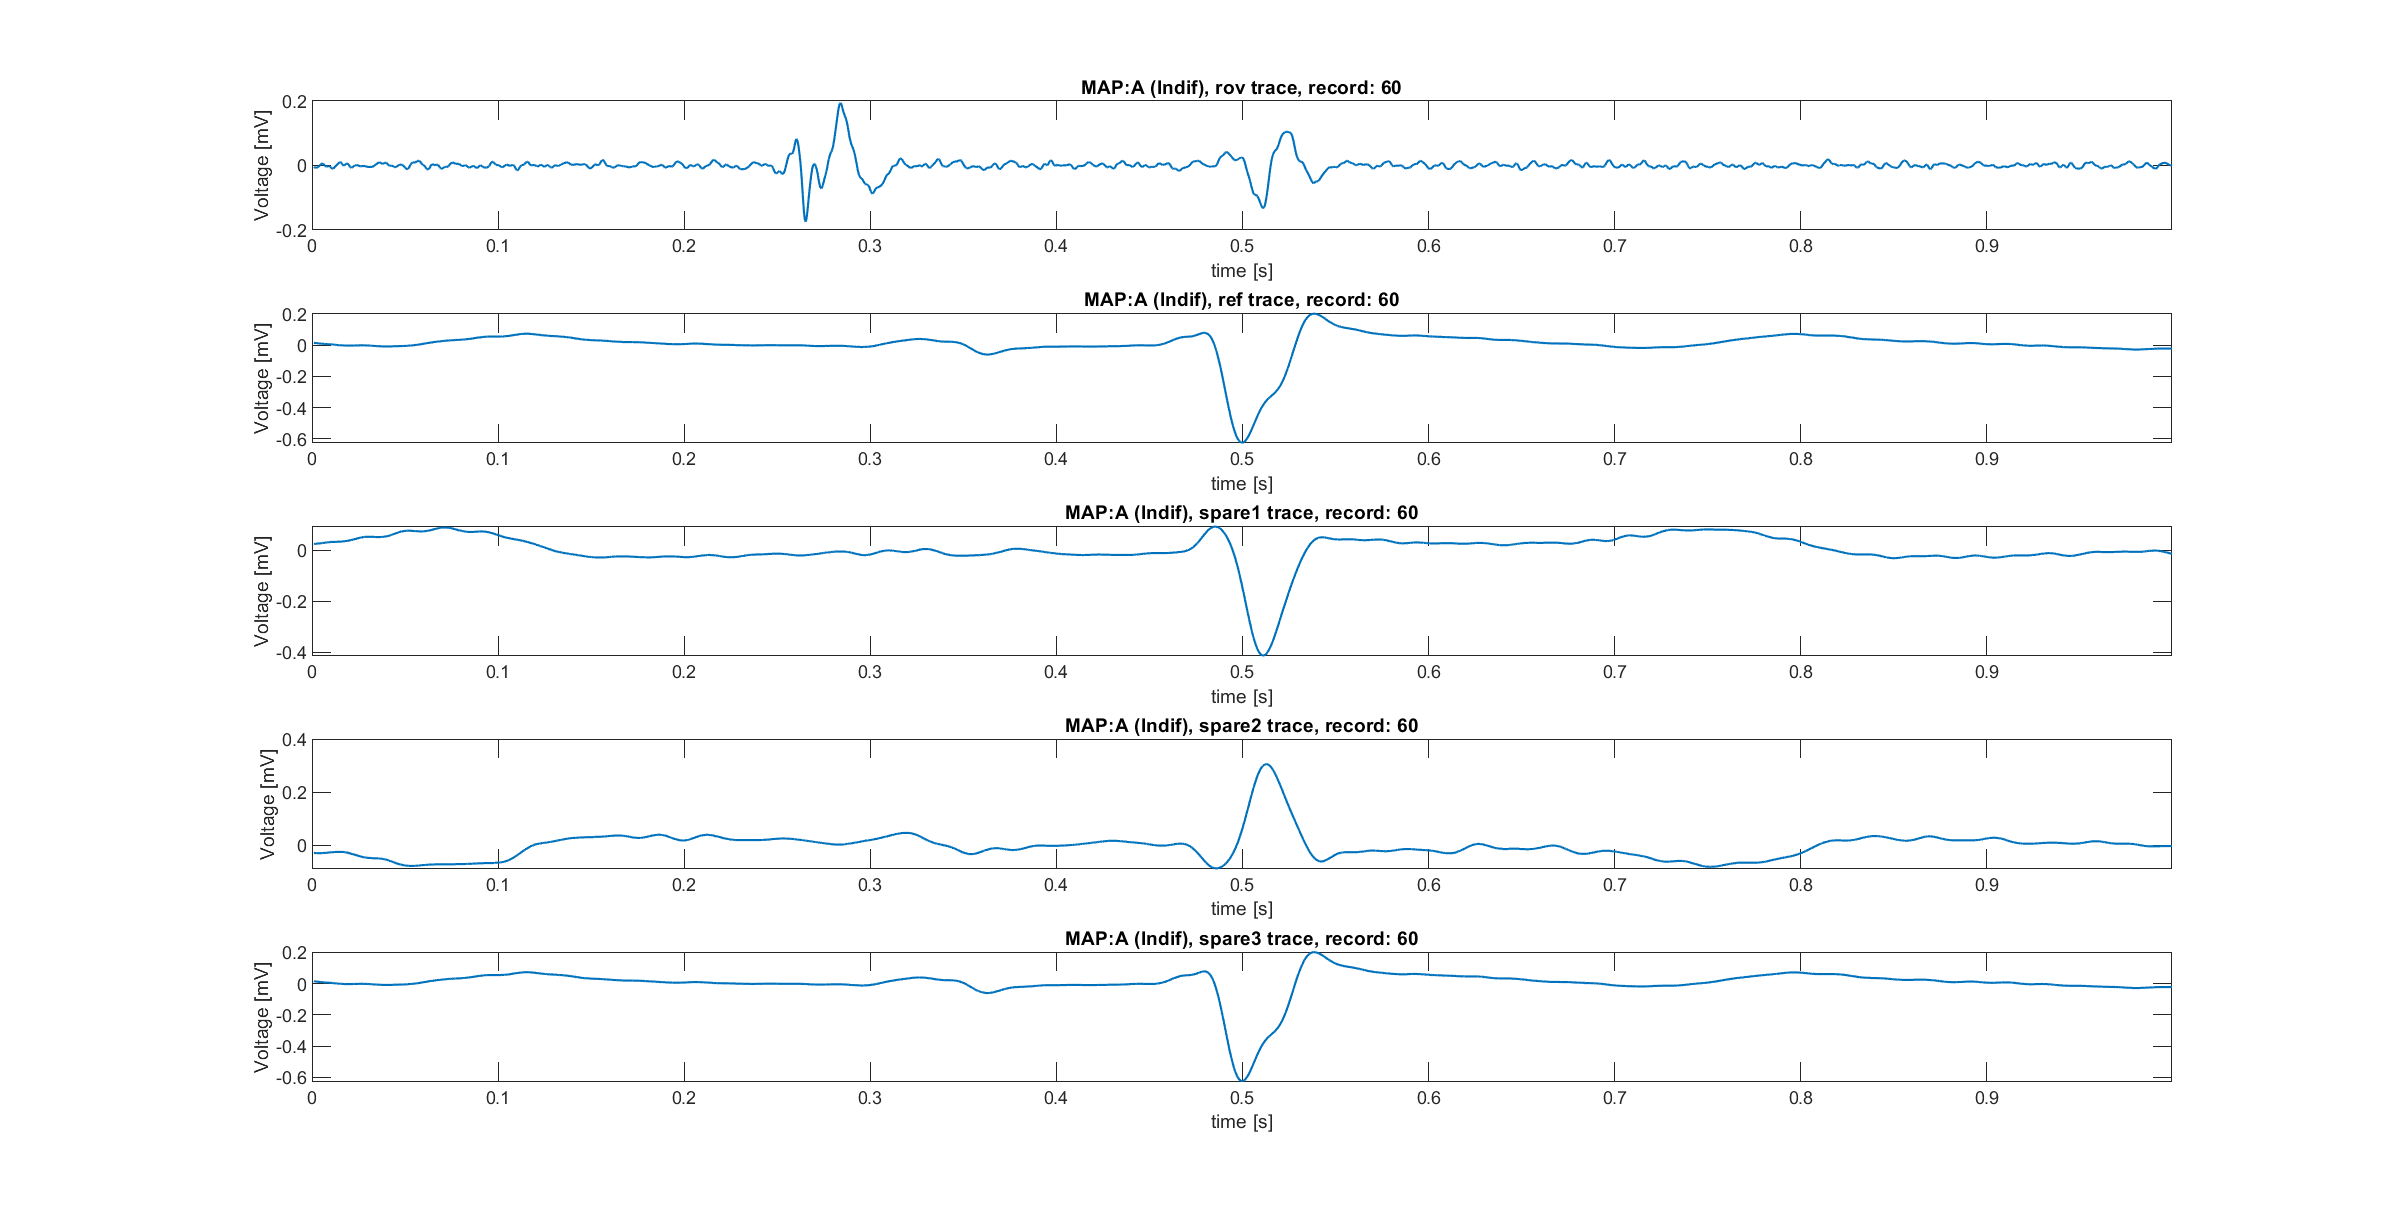 MAP:A (Indif), rov trace, record: 60
Voltage [mV]
0.2
0
-0.2
0 0.1 0.2 0.3 0.4 0.5 0.6 0.7 0.8 0.9
time [s]
MAP:A (Indif), ref trace, record: 60
Voltage [mV]
0.2
0
-0.2
-0.4
-0.6
0 0.1 0.2 0.3 0.4 0.5 0.6 0.7 0.8 0.9
time [s]
MAP:A (Indif), spare1 trace, record: 60
Voltage [mV]
0
-0.2
-0.4
0 0.1 0.2 0.3 0.4 0.5 0.6 0.7 0.8 0.9
time [s]
MAP:A (Indif), spare2 trace, record: 60
Voltage [mV]
0.4
0.2
0
0 0.1 0.2 0.3 0.4 0.5 0.6 0.7 0.8 0.9
time [s]
MAP:A (Indif), spare3 trace, record: 60
Voltage [mV]
0.2
0
-0.2
-0.4
-0.6
0 0.1 0.2 0.3 0.4 0.5 0.6 0.7 0.8 0.9
time [s]